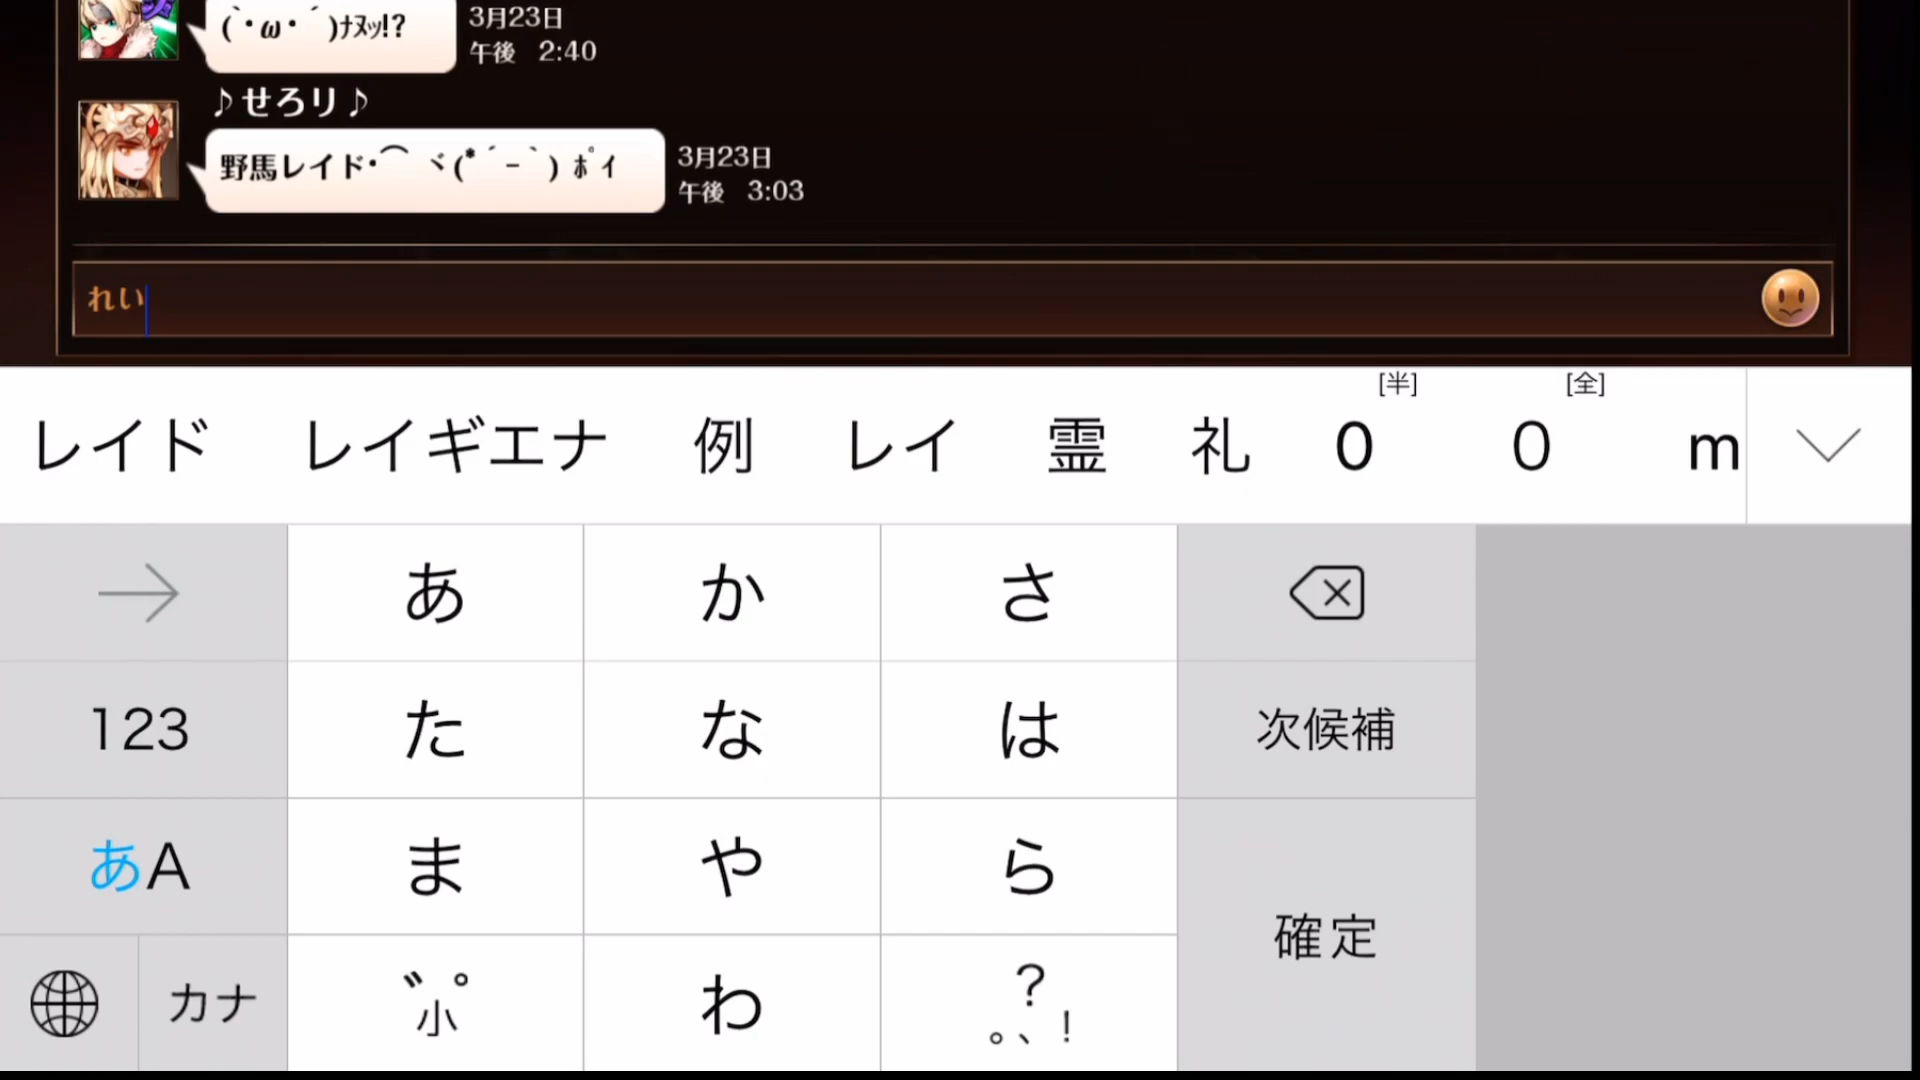 (｀・ω・´)ﾅﾇｯ!?
3月23日
午後 2:40
♪せろリ♪
野馬レイド・⌒ ヾ(*´－｀) ﾎﾟｲ
3月23日
午後 3:03
れい
レイド レイギエナ 例 レイ 霊 礼 0 [半] ０ [全] m
→ あ か さ
123 た な は 次候補
あA ま や ら 確定
カナ ゛゜小 わ ？。、！